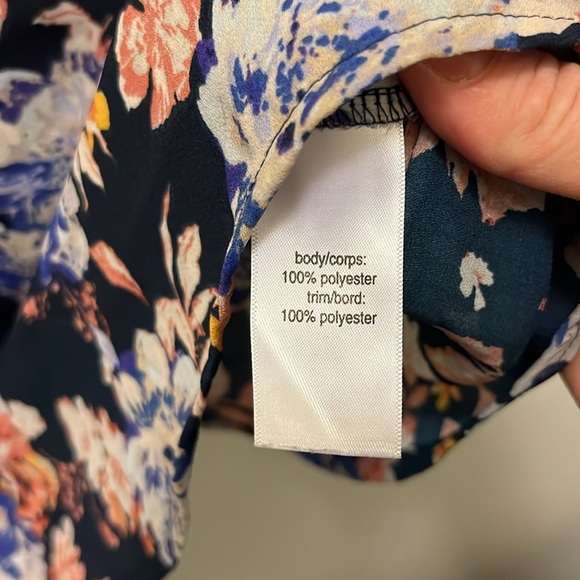 body/corps:
100% polyester
trim/bord:
100% polyester